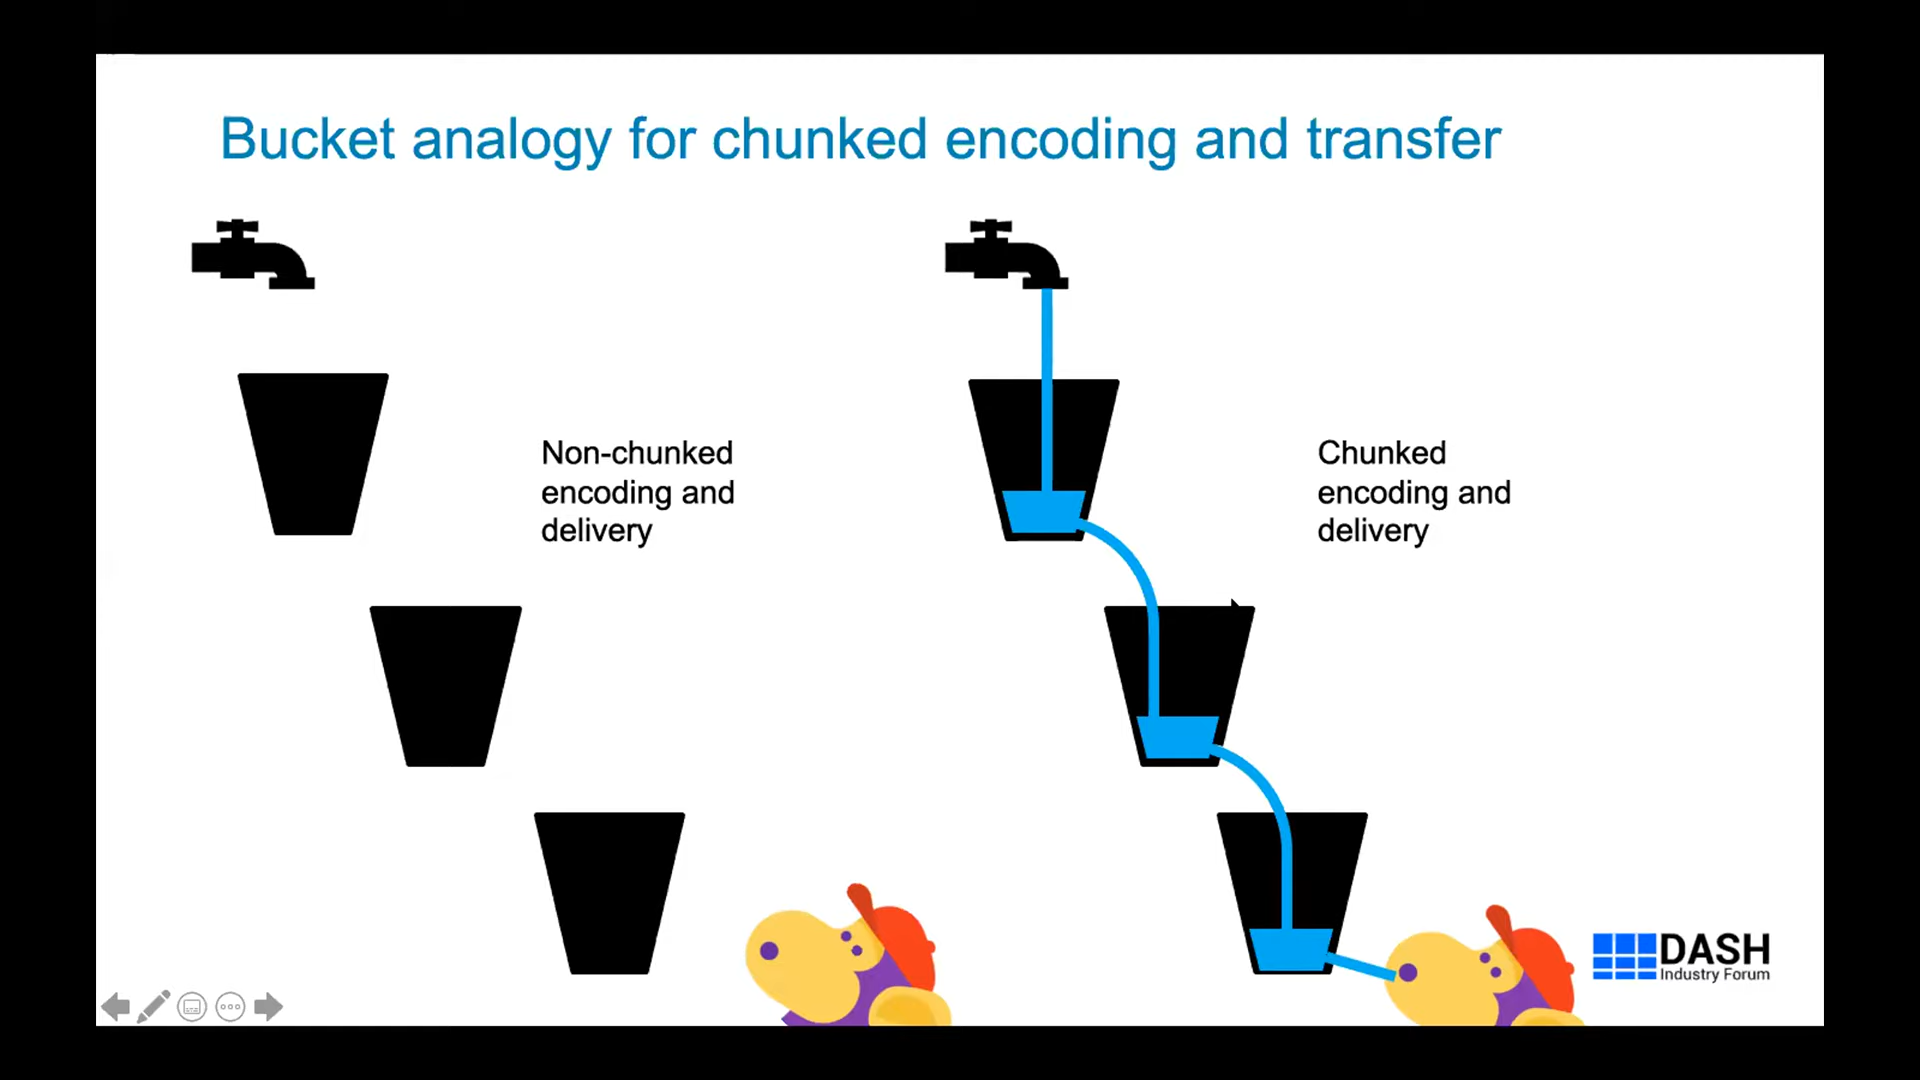 Bucket analogy for chunked encoding and transfer
Non-chunked
encoding and
delivery
Chunked
encoding and
delivery
DASH
Industry Forum